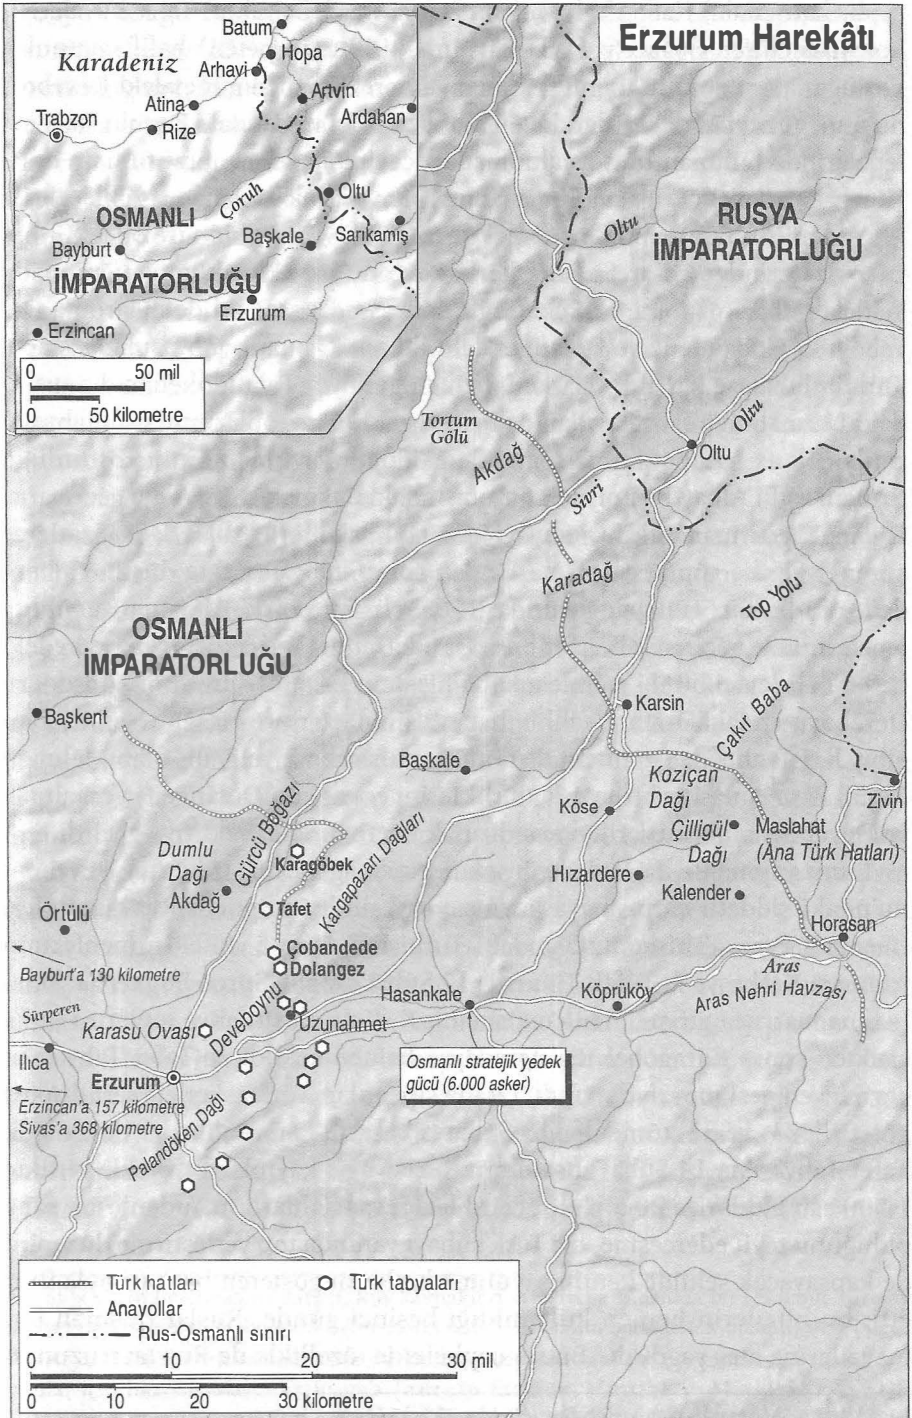 Erzurum Harekâtı
Karadeniz
Batum
Hopa
Arhavi
Artvin
Ardahan
Atina
Rize
Trabzon
Çoruh
Oltu
OSMANLI
İMPARATORLUĞU
Bayburt
Başkale
Sarıkamış
Erzurum
Erzincan
0 50 mil
0 50 kilometre
RUSYA
İMPARATORLUĞU
Oltu
Tortum
Gölü
Akdağ
Sivri
Oltu
Oltu
Karadağ
Top Yolu
OSMANLI
İMPARATORLUĞU
Başkent
Karsin
Çakır Baba
Başkale
Koziçan
Dağı
Köse
Zivin
Çilligül
Dağı
Maslahat
(Ana Türk Hatları)
Gürcü Boğazı
Kargapazarı Dağları
Dumlu
Dağı
Karagöbek
Akdağ
Tafet
Hızardere
Kalender
Örtülü
Horasan
Bayburt'a 130 kilometre
Çobandede
Dolangez
Aras
Aras Nehri Havzası
Hasankale
Köprüköy
Sürperen
Karasu Ovası
Deveboynu
Uzunahmet
Ilıca
Erzurum
Osmanlı stratejik yedek
gücü (6.000 asker)
Erzincan'a 157 kilometre
Sivas'a 368 kilometre
Palandöken Dağı
Türk hatları
Türk tabyaları
Anayollar
Rus-Osmanlı sınırı
0 10 20 30 mil
0 10 20 30 kilometre